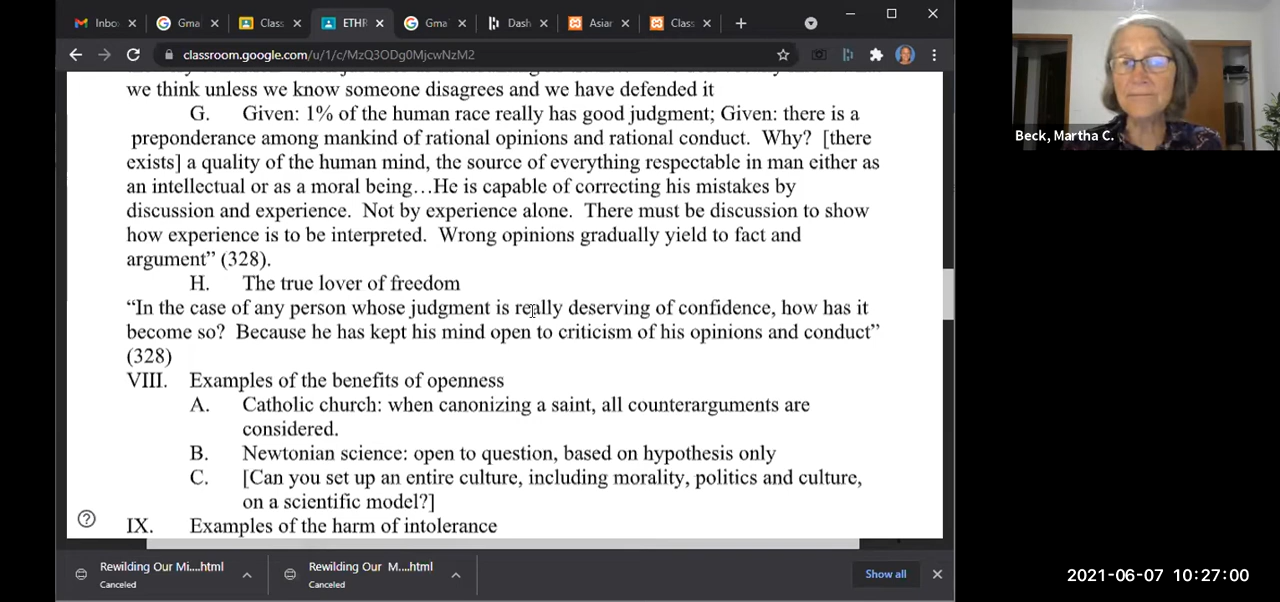 Inbo
Gma
Class
ETHF
Gma
Dash
Asiar
Class
classroom.google.com/u/1/c/MzQ3ODg0MjcwNzM2
we think unless we know someone disagrees and we have defended it
G. Given: 1% of the human race really has good judgment; Given: there is a
preponderance among mankind of rational opinions and rational conduct. Why? [there
exists] a quality of the human mind, the source of everything respectable in man either as
an intellectual or as a moral being…He is capable of correcting his mistakes by
discussion and experience. Not by experience alone. There must be discussion to show
how experience is to be interpreted. Wrong opinions gradually yield to fact and
argument” (328).
H. The true lover of freedom
“In the case of any person whose judgment is really deserving of confidence, how has it
become so? Because he has kept his mind open to criticism of his opinions and conduct”
(328)
VIII. Examples of the benefits of openness
A. Catholic church: when canonizing a saint, all counterarguments are
considered.
B. Newtonian science: open to question, based on hypothesis only
C. [Can you set up an entire culture, including morality, politics and culture,
on a scientific model?]
IX. Examples of the harm of intolerance
Rewilding Our Mi....html
Canceled
Rewilding Our M....html
Canceled
Show all
Beck, Martha C.
2021-06-07 10:27:00